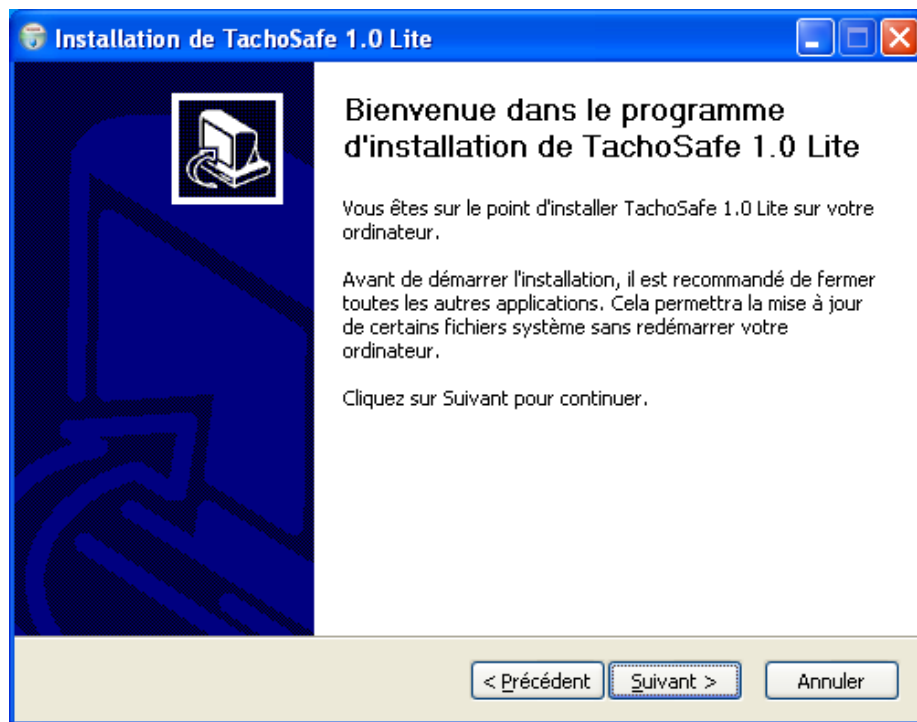 Installation de TachoSafe 1.0 Lite
Bienvenue dans le programme
d'installation de TachoSafe 1.0 Lite
Vous êtes sur le point d'installer TachoSafe 1.0 Lite sur votre
ordinateur.
Avant de démarrer l'installation, il est recommandé de fermer
toutes les autres applications. Cela permettra la mise à jour
de certains fichiers système sans redémarrer votre
ordinateur.
Cliquez sur Suivant pour continuer.
< Précédent Suivant > Annuler